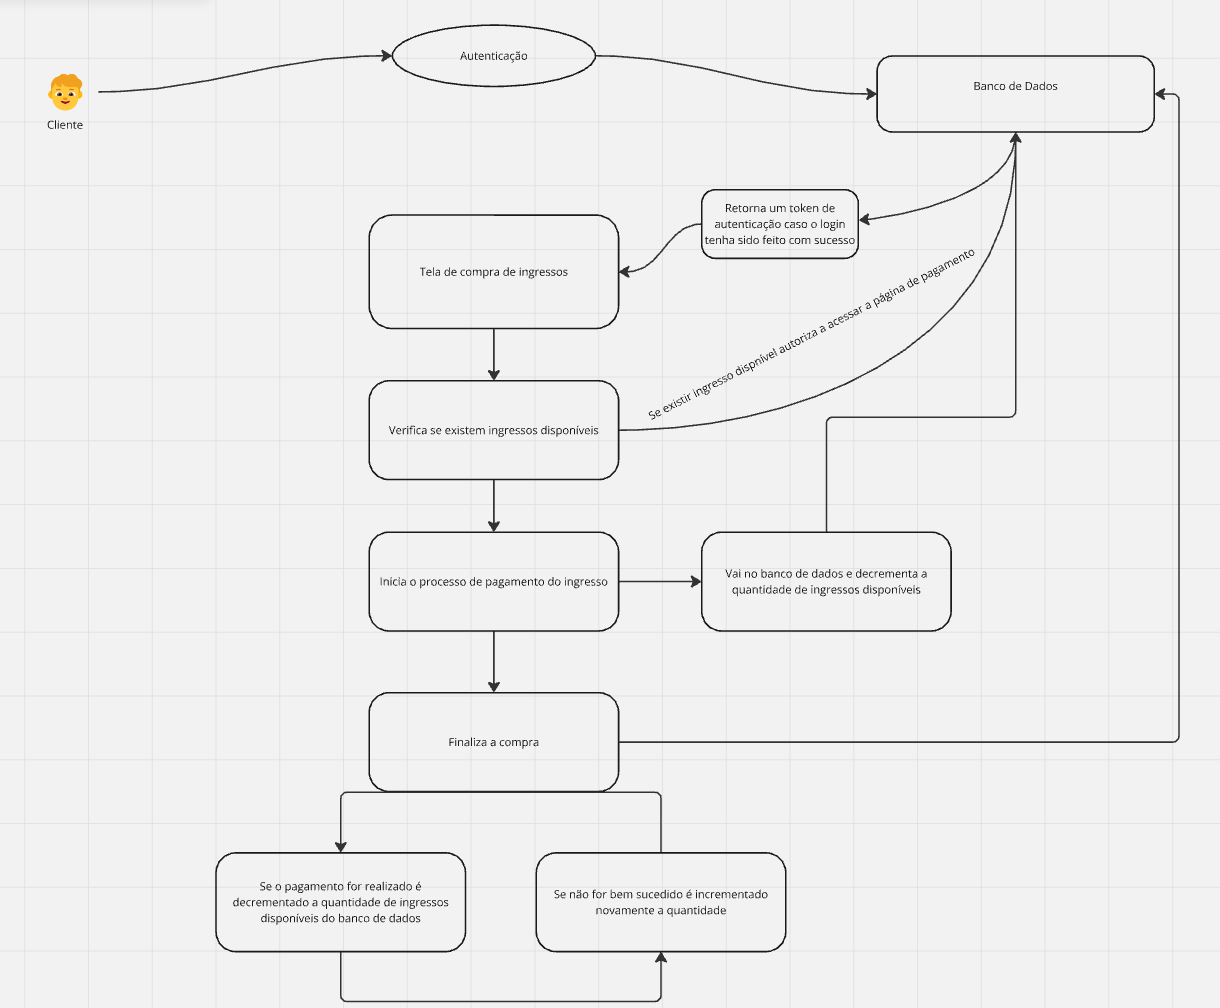 Autenticação
Banco de Dados
Cliente
Retorna um token de
autenticação caso o login
tenha sido feito com sucesso
Tela de compra de ingressos
Se existir ingresso dispnível autoriza a acessar a página de pagamento
Verifica se existem ingressos disponíveis
Inicia o processo de pagamento do ingresso
Vai no banco de dados e decrementa a
quantidade de ingressos disponíveis
Finaliza a compra
Se o pagamento for realizado é
decrementado a quantidade de ingressos
disponíveis do banco de dados
Se não for bem sucedido é incrementado
novamente a quantidade